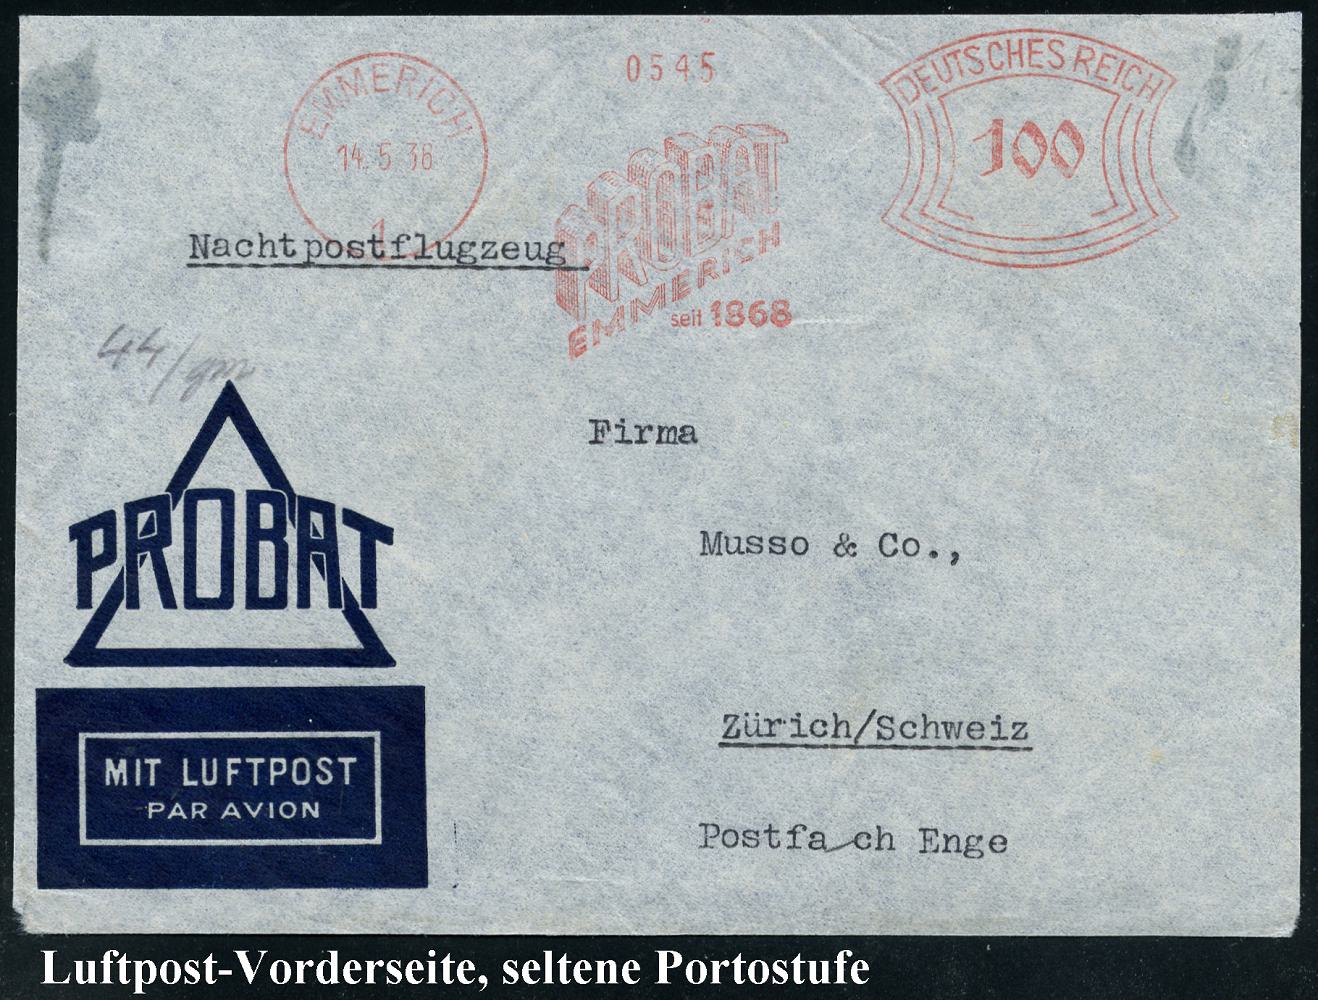 EMMERICH
14.5.38
1
0545
DEUTSCHES REICH
100
PROBAT
EMMERICH
seit 1868
Nachtpostflugzeug
44/gm
Firma
PROBAT
Musso & Co.,
Zürich/Schweiz
MIT LUFTPOST
PAR AVION
Postfach Enge
Luftpost-Vorderseite, seltene Portostufe